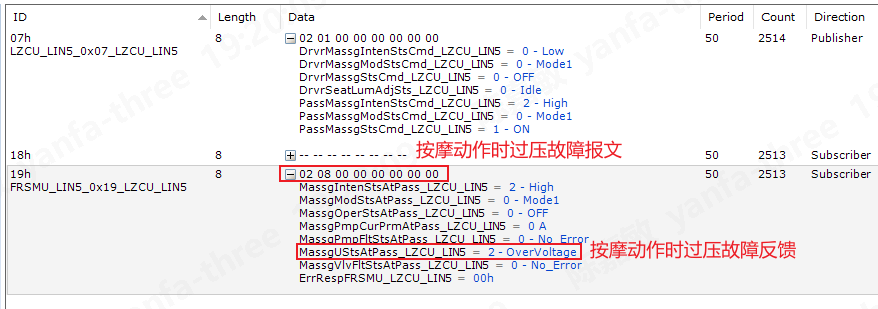 ID Length Data Period Count Direction
07h 8 02 01 00 00 00 00 00 00 50 2514 Publisher
LZCU_LIN5_0x07_LZCU_LIN5 DrvrMassgIntenStsCmd_LZCU_LIN5 = 0 - Low
DrvrMassgModStsCmd_LZCU_LIN5 = 0 - Mode1
DrvrMassgStsCmd_LZCU_LIN5 = 0 - OFF
DrvrSeatLumAdjSts_LZCU_LIN5 = 0 - Idle
PassMassgIntenStsCmd_LZCU_LIN5 = 2 - High
PassMassgModStsCmd_LZCU_LIN5 = 0 - Mode1
PassMassgStsCmd_LZCU_LIN5 = 1 - ON
按摩动作时过压故障报文
18h 8 -- -- -- -- -- -- -- -- 50 2513 Subscriber
19h 8 02 08 00 00 00 00 00 00 50 2513 Subscriber
FRSMU_LIN5_0x19_LZCU_LIN5 MassgIntenStsAtPass_LZCU_LIN5 = 2 - High
MassgModStsAtPass_LZCU_LIN5 = 0 - Mode1
MassgOperStsAtPass_LZCU_LIN5 = 0 - OFF
MassgPmpCurPrmAtPass_LZCU_LIN5 = 0 A
MassgPmpFltStsAtPass_LZCU_LIN5 = 0 - No_Error
MassgUStsAtPass_LZCU_LIN5 = 2 - OverVoltage 按摩动作时过压故障反馈
MassgVlvFltStsAtPass_LZCU_LIN5 = 0 - No_Error
ErrRespFRSMU_LZCU_LIN5 = 00h